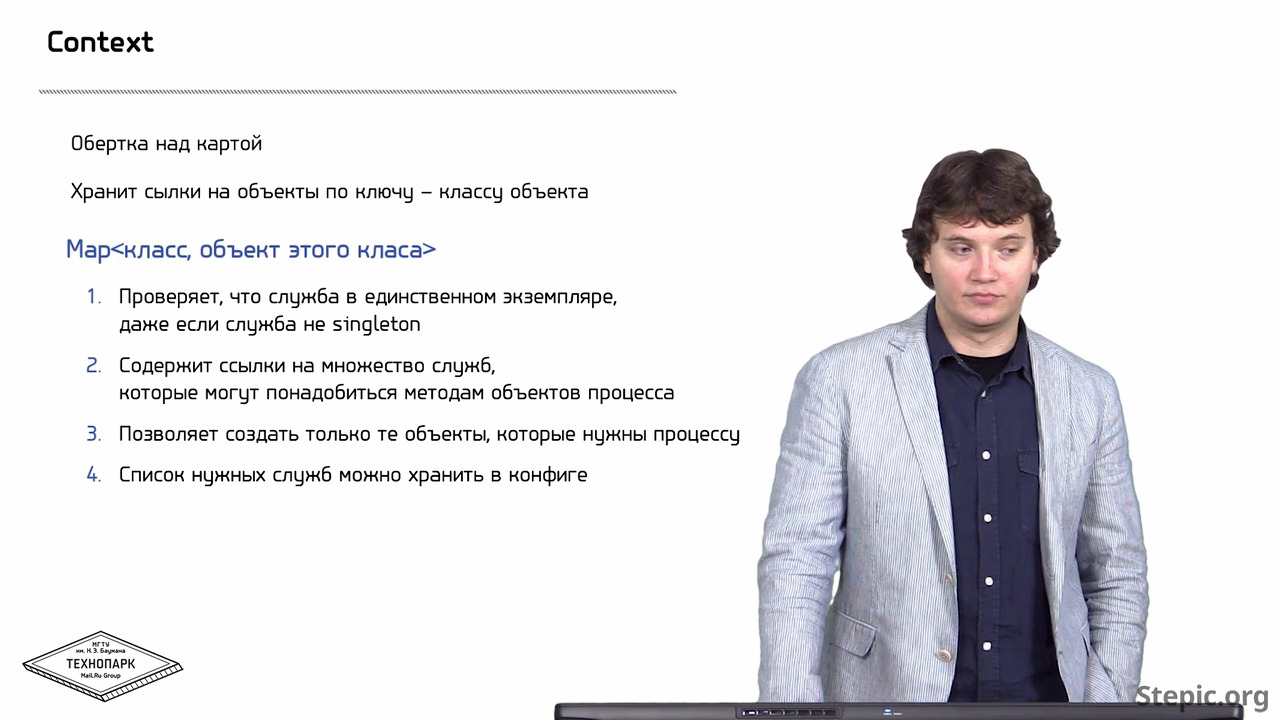 Context
Обертка над картой
Хранит сылки на объекты по ключу – классу объекта
Map<класс, объект этого класа>
1. Проверяет, что служба в единственном экземпляре,
даже если служба не singleton
2. Содержит ссылки на множество служб,
которые могут понадобиться методам объектов процесса
3. Позволяет создать только те объекты, которые нужны процессу
4. Список нужных служб можно хранить в конфиге
МГТУ
им. Н.Э. Баумана
ТЕХНОПАРК
Mail.Ru Group
Stepic.org